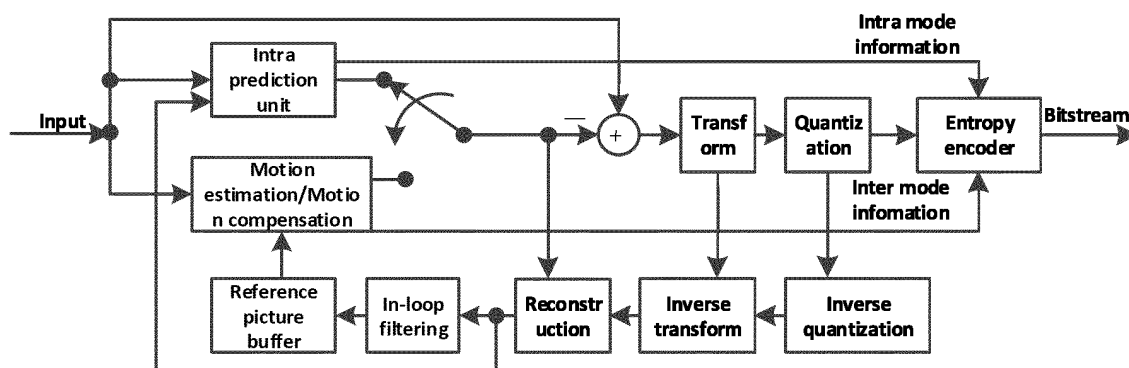 Intra mode
information
Intra
prediction
unit
Input
—
+
Transf
orm
Quantiz
ation
Entropy
encoder
Bitstream
Motion
estimation/Motio
n compensation
Inter mode
infomation
Reference
picture
buffer
In-loop
filtering
Reconstr
uction
Inverse
transform
Inverse
quantization